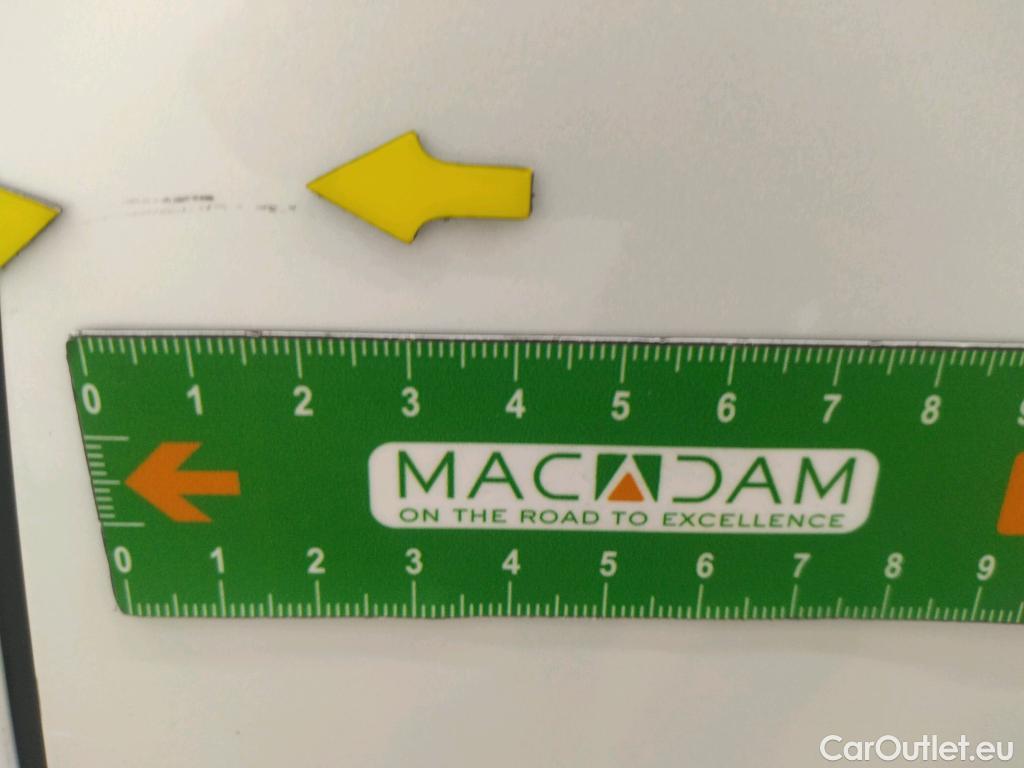 0 1 2 3 4 5 6 7 8
MACADAM
ON THE ROAD TO EXCELLENCE
0 1 2 3 4 5 6 7 8 9
CarOutlet.eu